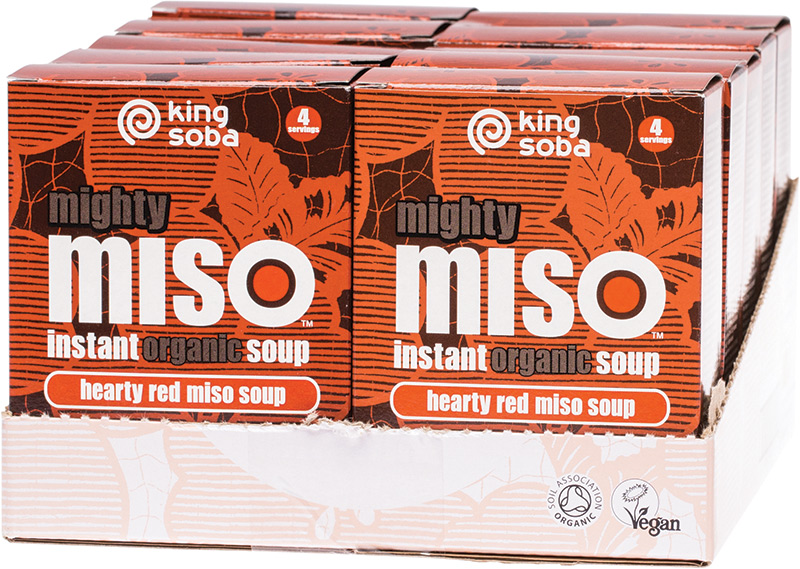 king
soba
4
servings
mighty
miso
TM
instant organic soup
hearty red miso soup
king
soba
4
servings
mighty
miso
TM
instant organic soup
hearty red miso soup
SOIL ASSOCIATION
ORGANIC
Vegan